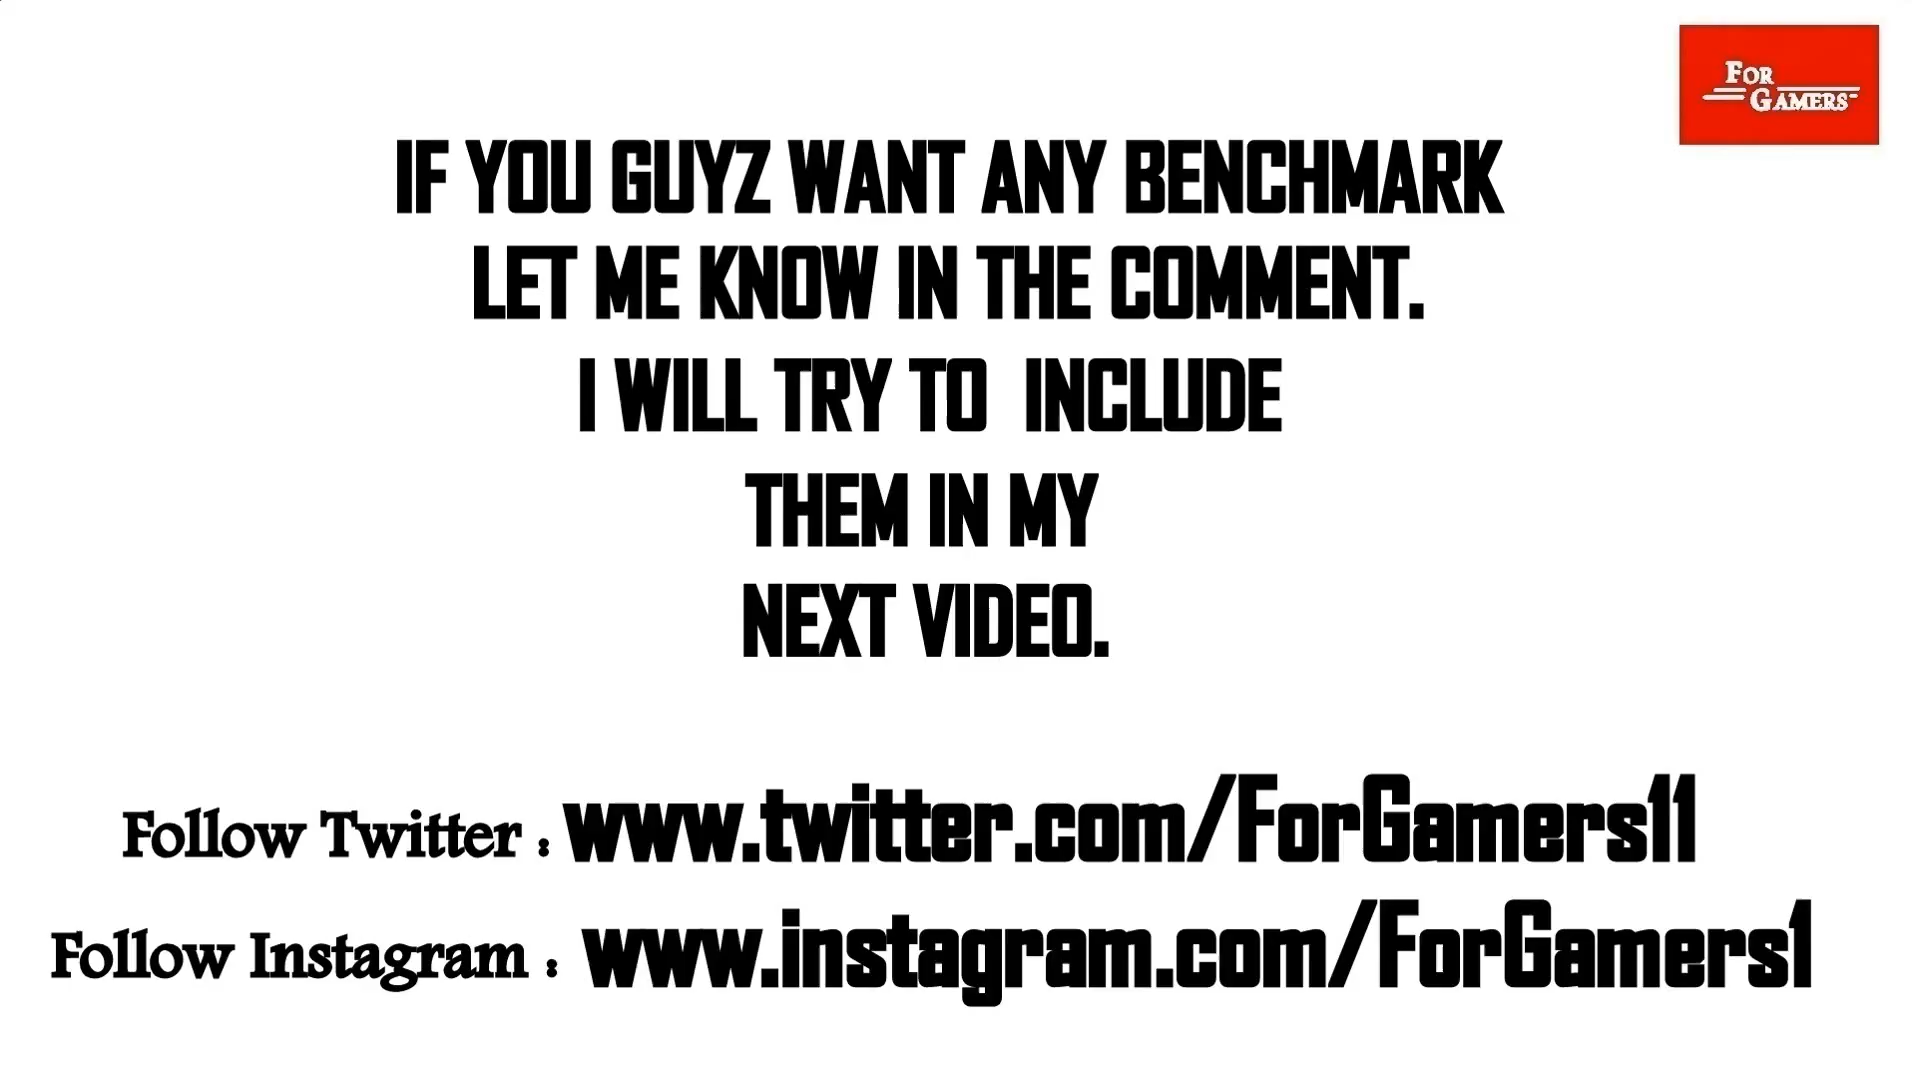 For
Gamers
IF YOU GUYZ WANT ANY BENCHMARK
LET ME KNOW IN THE COMMENT.
I WILL TRY TO INCLUDE
THEM IN MY
NEXT VIDEO.
Follow Twitter : www.twitter.com/ForGamers11
Follow Instagram : www.instagram.com/ForGamers1